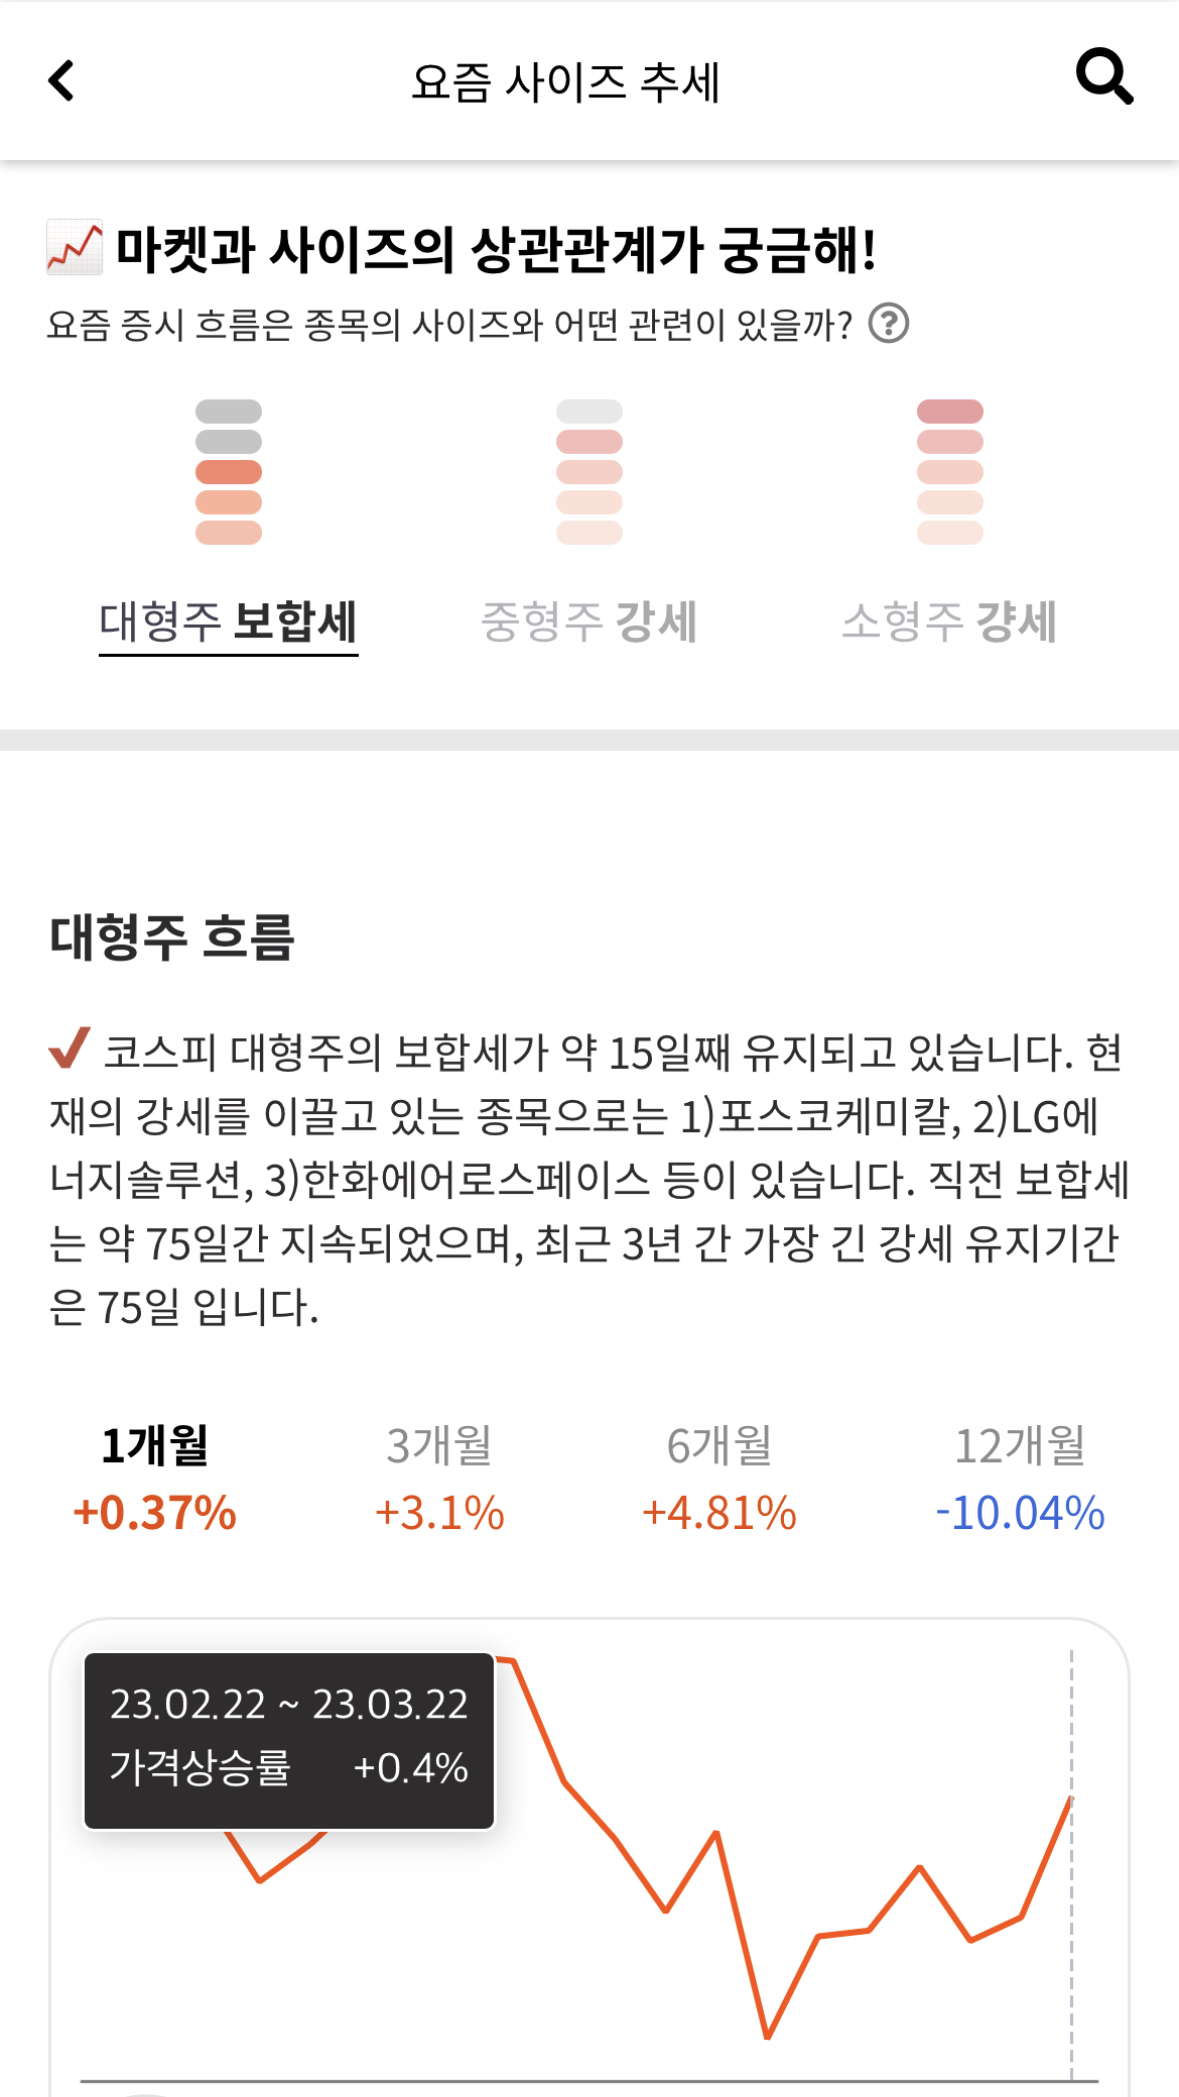 요즘 사이즈 추세
마켓과 사이즈의 상관관계가 궁금해!
요즘 증시 흐름은 종목의 사이즈와 어떤 관련이 있을까? ?
대형주 보합세
중형주 강세
소형주 걍세
대형주 흐름
코스피 대형주의 보합세가 약 15일째 유지되고 있습니다. 현
재의 강세를 이끌고 있는 종목으로는 1)포스코케미칼, 2)LG에
너지솔루션, 3)한화에어로스페이스 등이 있습니다. 직전 보합세
는 약 75일간 지속되었으며, 최근 3년 간 가장 긴 강세 유지기간
은 75일 입니다.
1개월 3개월 6개월 12개월
+0.37% +3.1% +4.81% -10.04%
23.02.22 ~ 23.03.22
가격상승률 +0.4%